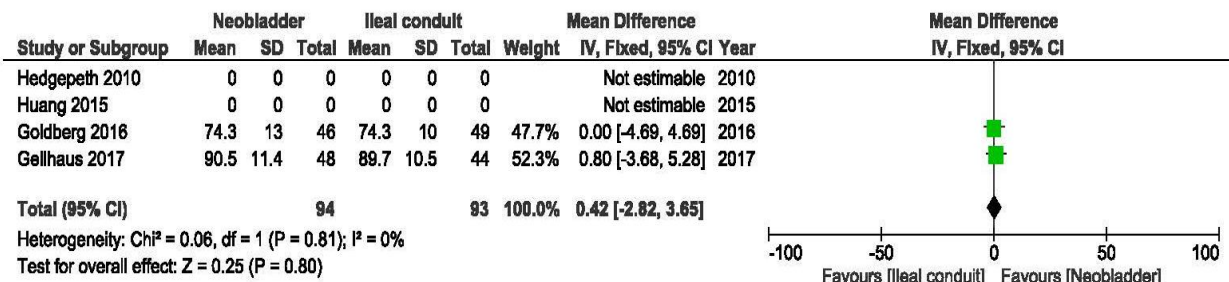 Neobladder Ileal conduit Mean Difference Mean Difference
Study or Subgroup Mean SD Total Mean SD Total Weight IV, Fixed, 95% CI Year IV, Fixed, 95% CI
Hedgepeth 2010 0 0 0 0 0 0 Not estimable 2010
Huang 2015 0 0 0 0 0 0 Not estimable 2015
Goldberg 2016 74.3 13 46 74.3 10 49 47.7% 0.00 [-4.69, 4.69] 2016
Gellhaus 2017 90.5 11.4 48 89.7 10.5 44 52.3% 0.80 [-3.68, 5.28] 2017
Total (95% CI) 94 93 100.0% 0.42 [-2.82, 3.65]
Heterogeneity: Chi² = 0.06, df = 1 (P = 0.81); I² = 0%
Test for overall effect: Z = 0.25 (P = 0.80)
-100 -50 0 50 100
Favours [Ileal conduit] Favours [Neobladder]